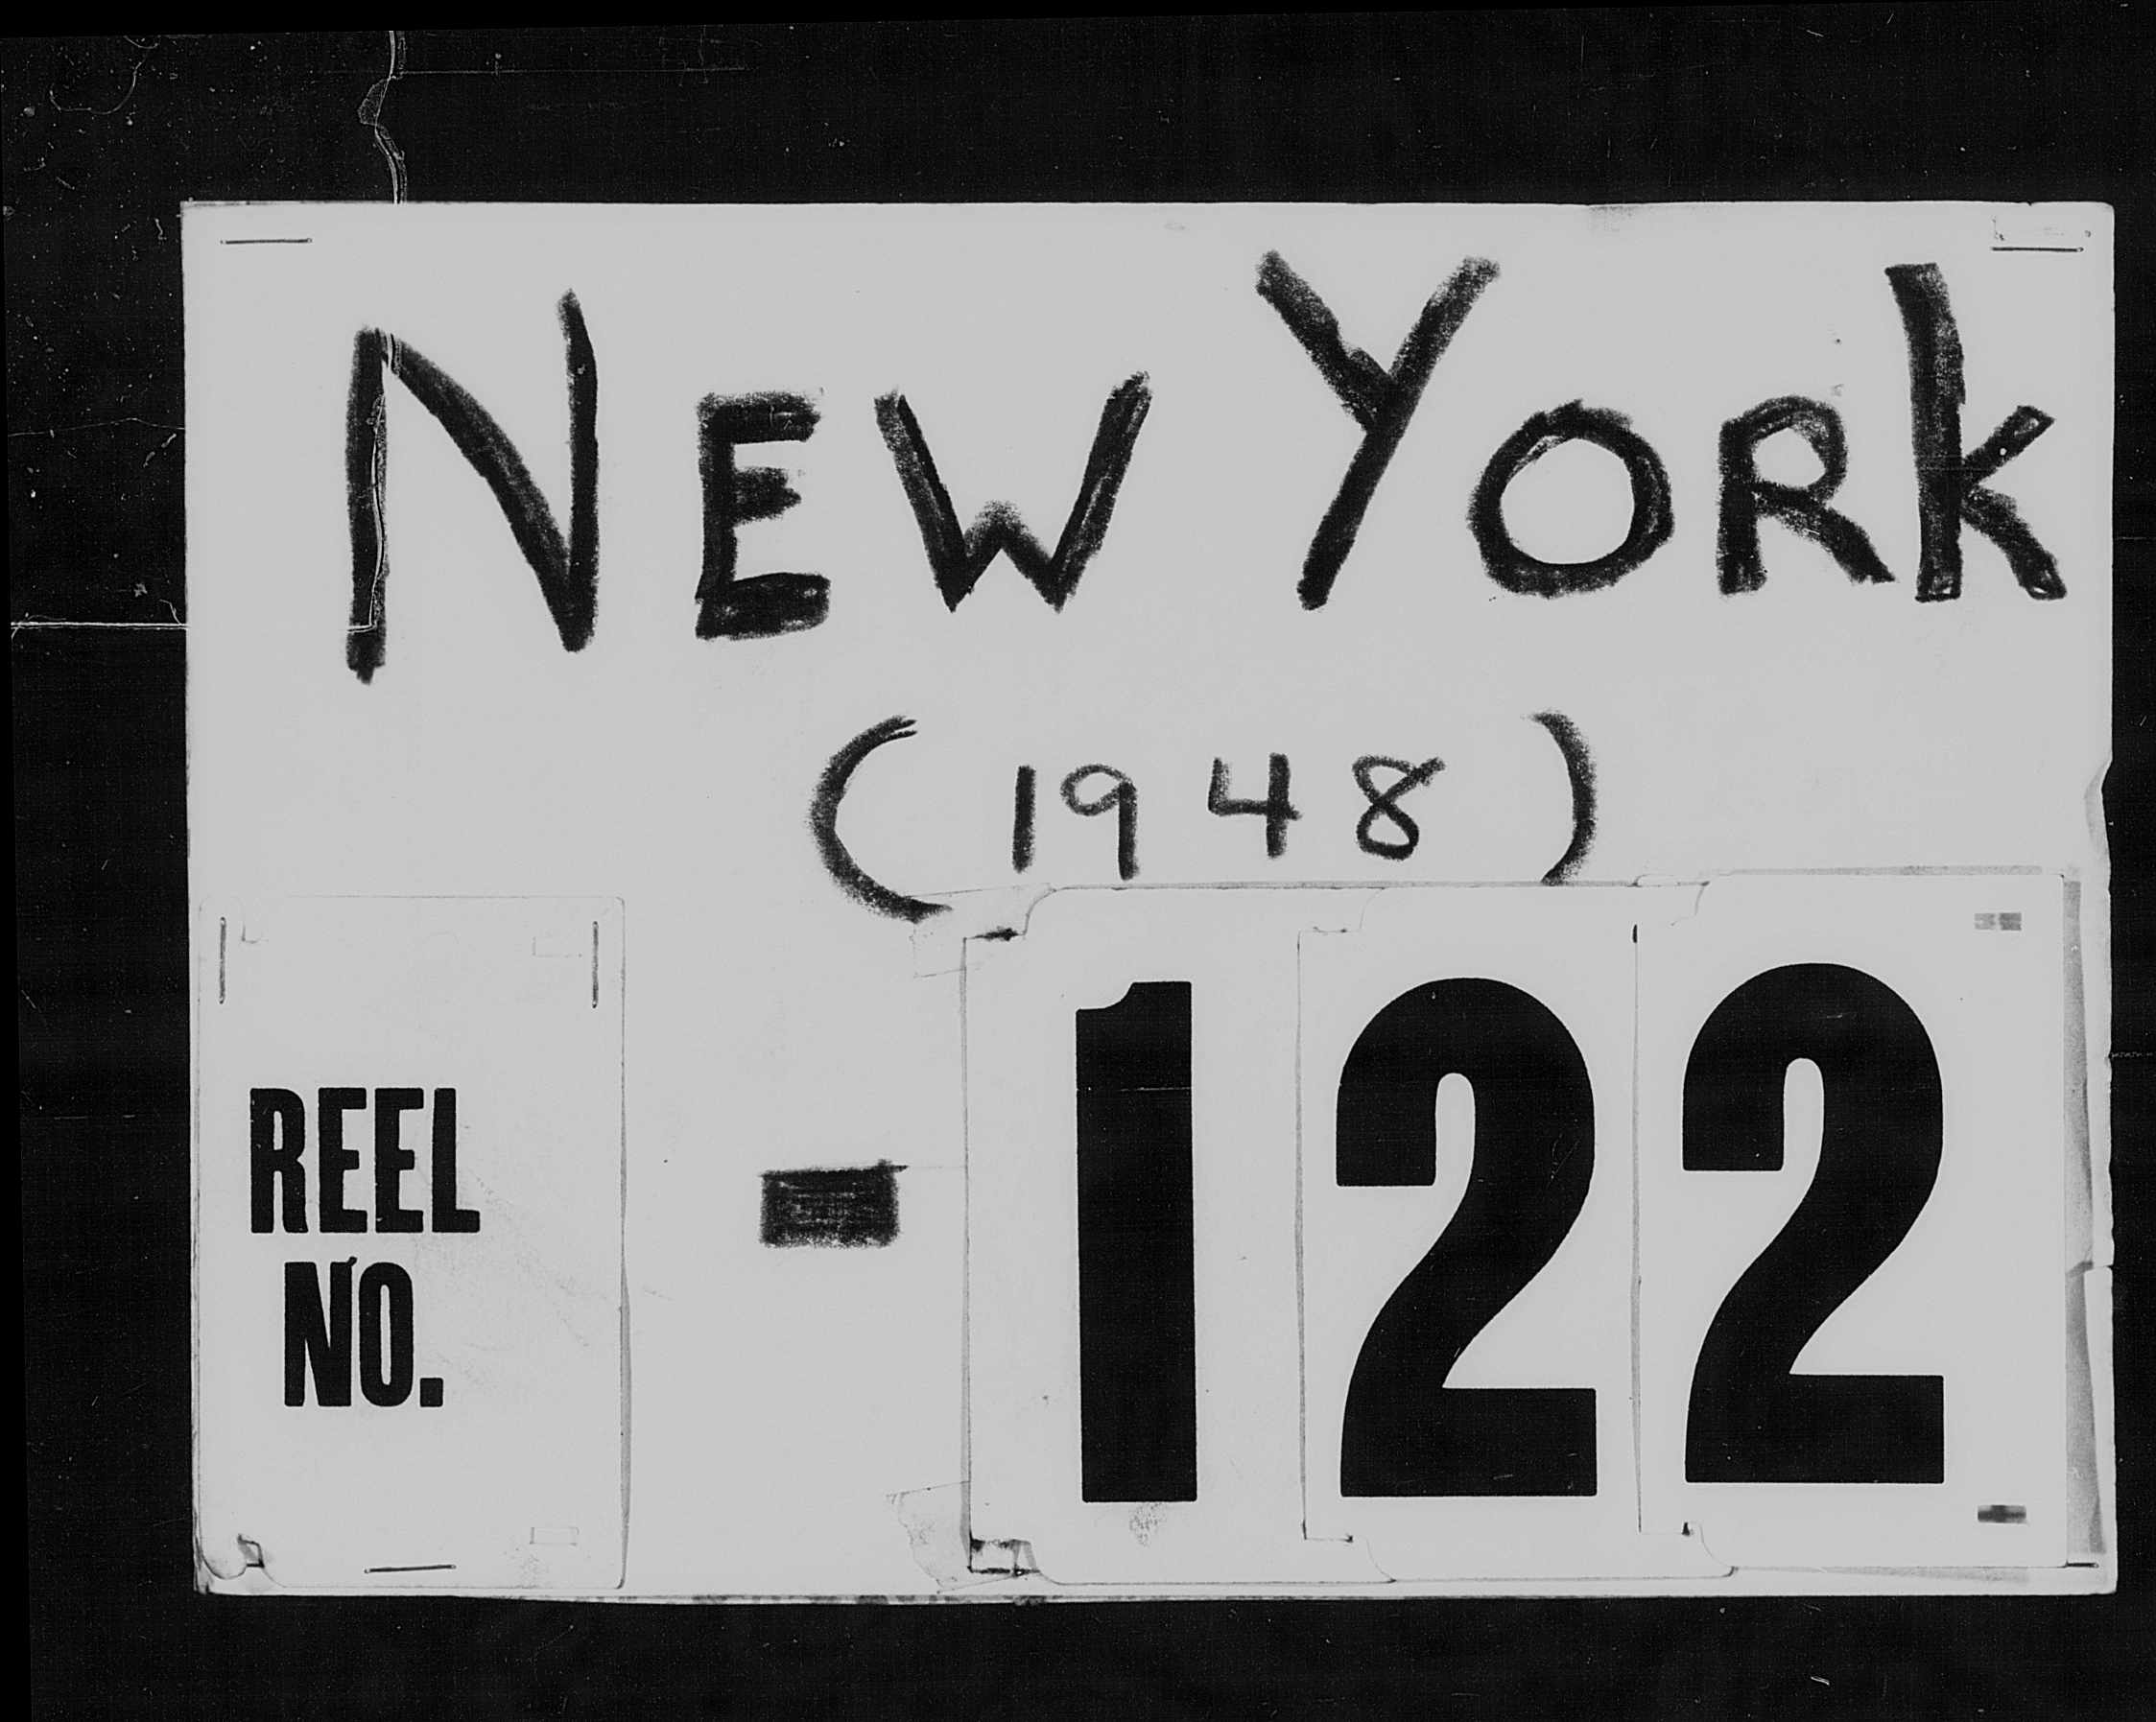 NEW YORk
(1948)
REEL
NO.
- 122